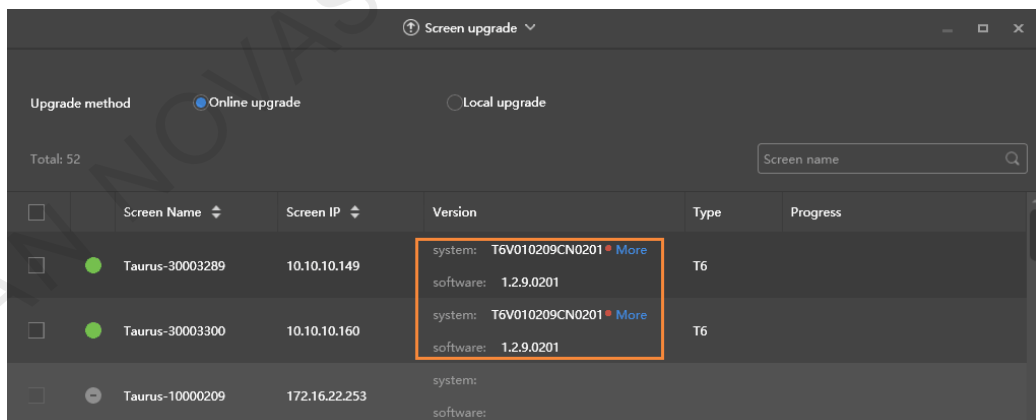 Screen upgrade
Upgrade method Online upgrade Local upgrade
Total: 52 Screen name
Screen Name Screen IP Version Type Progress
system: T6V010209CN0201 More
Taurus-30003289 10.10.10.149 T6
software: 1.2.9.0201
system: T6V010209CN0201 More
Taurus-30003300 10.10.10.160 T6
software: 1.2.9.0201
system:
Taurus-10000209 172.16.22.253
software: